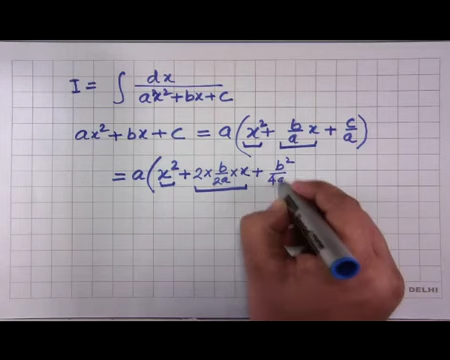 I = ∫ dx / ax²+bx+c
ax²+bx+c = a(x²+ b/a x + c/a)
= a(x²+2×b/2a×x+ b²/4a
DELHI